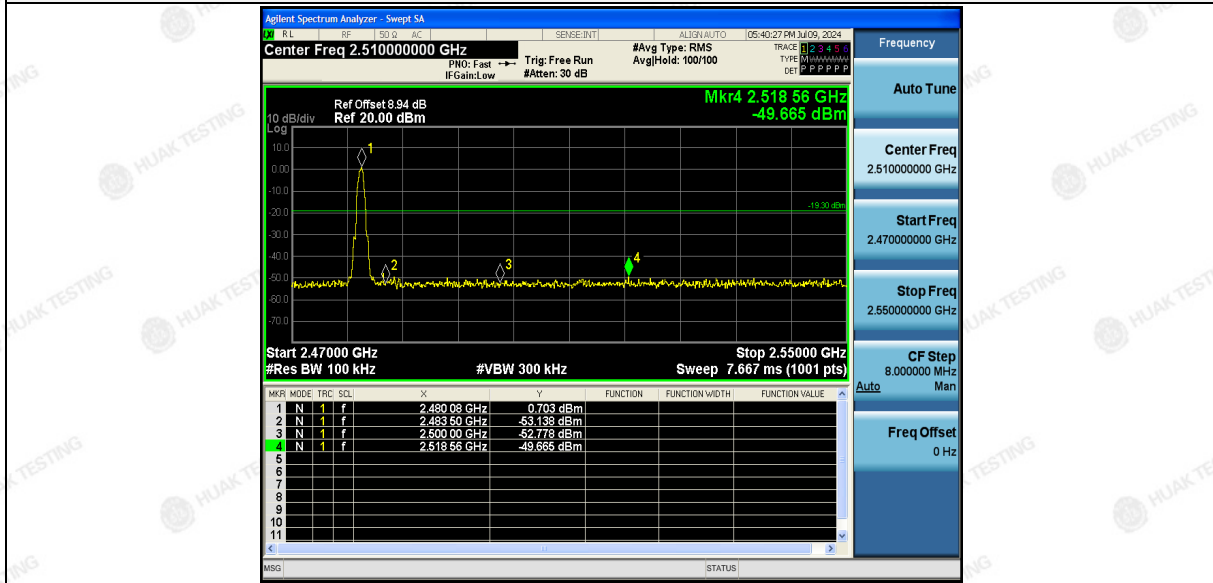 Agilent Spectrum Analyzer - Swept SA
LXI RL RF 50 Ω AC SENSE:INT ALIGN AUTO 05:40:27 PM Jul 09, 2024
Center Freq 2.510000000 GHz
PNO: Fast
IFGain:Low
Trig: Free Run
#Atten: 30 dB
#Avg Type: RMS
Avg|Hold: 100/100
TRACE 1 2 3 4 5 6
TYPE M
DET P P P P P P
Mkr4 2.518 56 GHz
-49.665 dBm
Ref Offset 8.94 dB
10 dB/div Ref 20.00 dBm
Log
10.0
0.00
-10.0
-20.0
-30.0
-40.0
-50.0
-60.0
-70.0
1
2
3
4
-19.30 dBm
Start 2.47000 GHz Stop 2.55000 GHz
#Res BW 100 kHz #VBW 300 kHz Sweep 7.667 ms (1001 pts)
MKR MODE TRC SCL X Y FUNCTION FUNCTION WIDTH FUNCTION VALUE
1 N 1 f 2.480 08 GHz 0.703 dBm
2 N 1 f 2.483 50 GHz -53.138 dBm
3 N 1 f 2.500 00 GHz -52.778 dBm
4 N 1 f 2.518 56 GHz -49.665 dBm
5
6
7
8
9
10
11
MSG STATUS
Frequency
Auto Tune
Center Freq
2.510000000 GHz
Start Freq
2.470000000 GHz
Stop Freq
2.550000000 GHz
CF Step
8.000000 MHz
Auto Man
Freq Offset
0 Hz
HUAK TESTING
HUAK TESTING
HUAK TESTING
HUAK TESTING